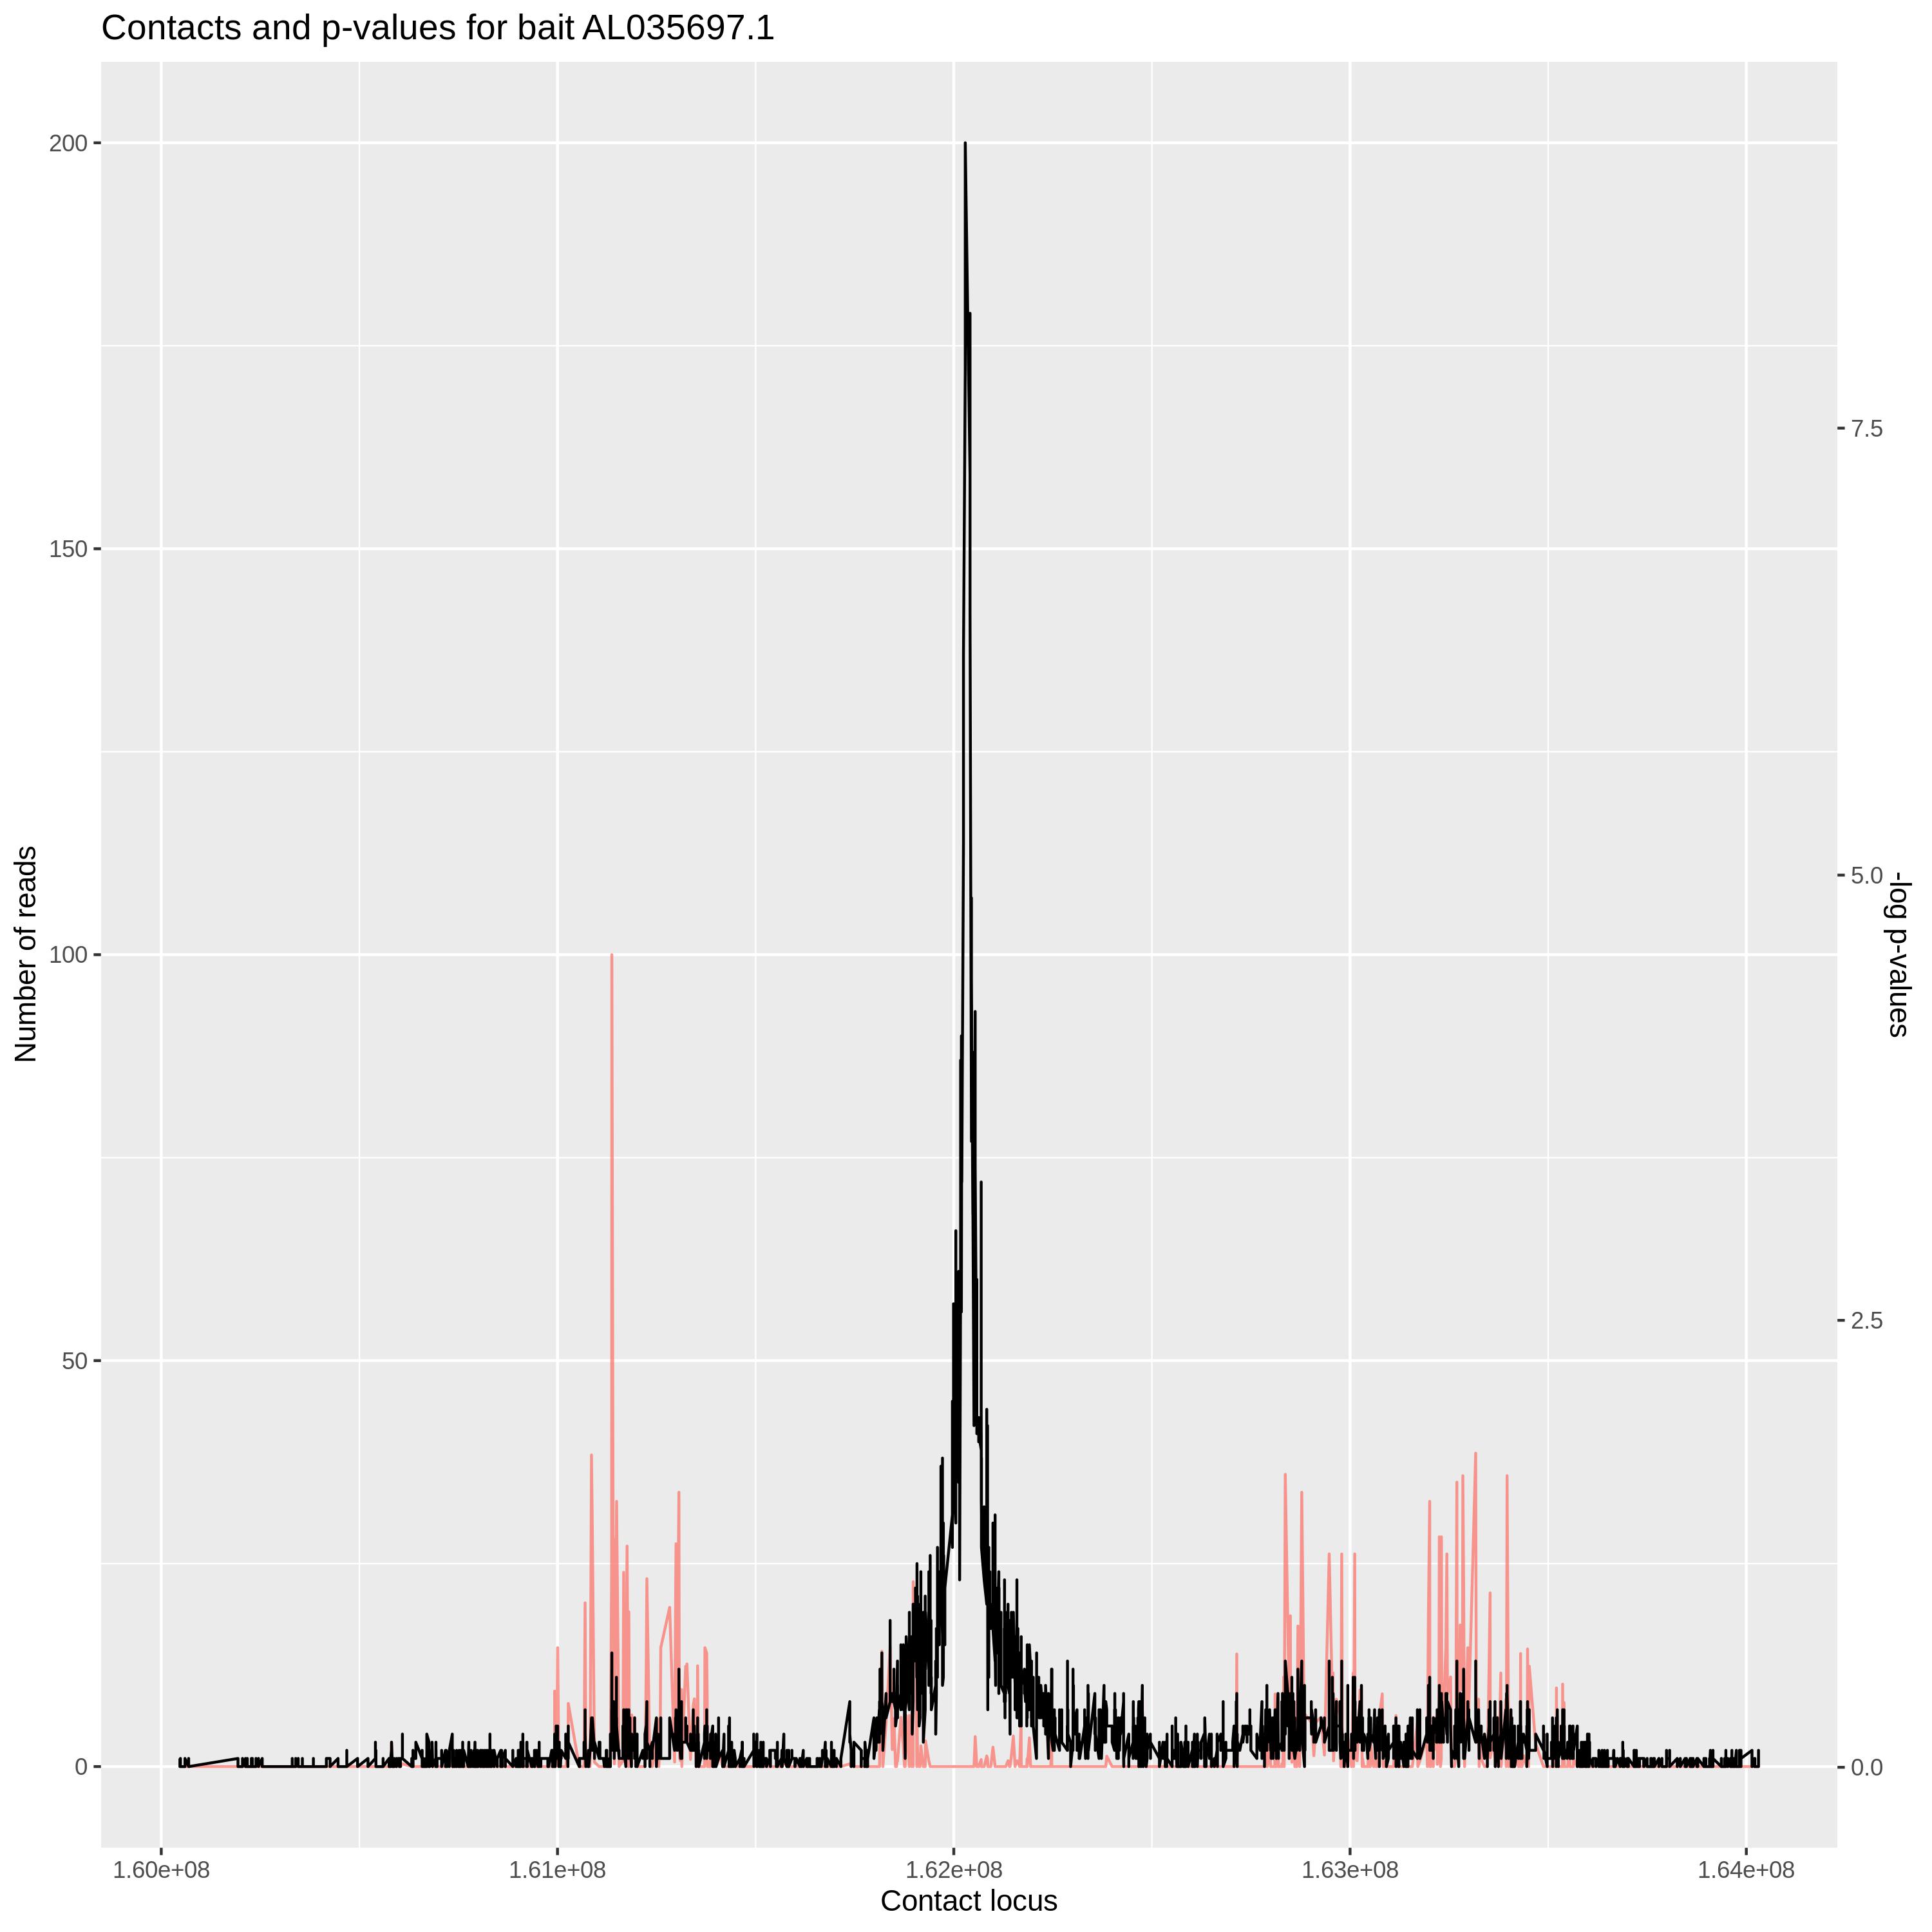 Contacts and p-values for bait AL035697.1
200
150
100
50
0
Number of reads
7.5
5.0
2.5
0.0
-log p-values
1.60e+08 1.61e+08 1.62e+08 1.63e+08 1.64e+08
Contact locus